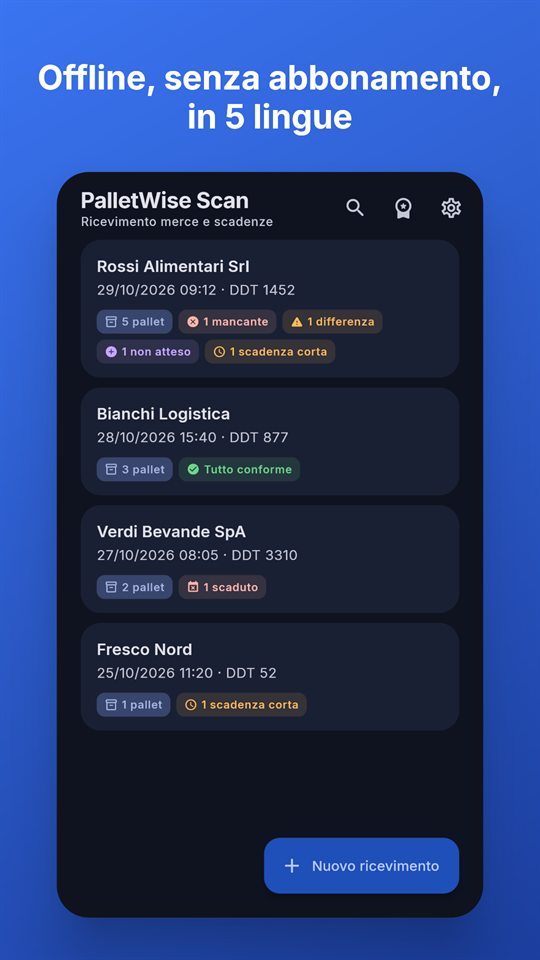 Offline, senza abbonamento,
in 5 lingue
PalletWise Scan
Ricevimento merce e scadenze
Rossi Alimentari Srl
29/10/2026 09:12 · DDT 1452
5 pallet
1 mancante
1 differenza
1 non atteso
1 scadenza corta
Bianchi Logistica
28/10/2026 15:40 · DDT 877
3 pallet
Tutto conforme
Verdi Bevande SpA
27/10/2026 08:05 · DDT 3310
2 pallet
1 scaduto
Fresco Nord
25/10/2026 11:20 · DDT 52
1 pallet
1 scadenza corta
Nuovo ricevimento